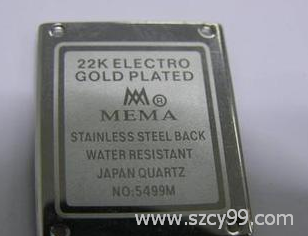 22K ELECTRO
GOLD PLATED
®
MEMA
STAINLESS STEEL BACK
WATER RESISTANT
JAPAN QUARTZ
NO:5499M
www.szcy99.com